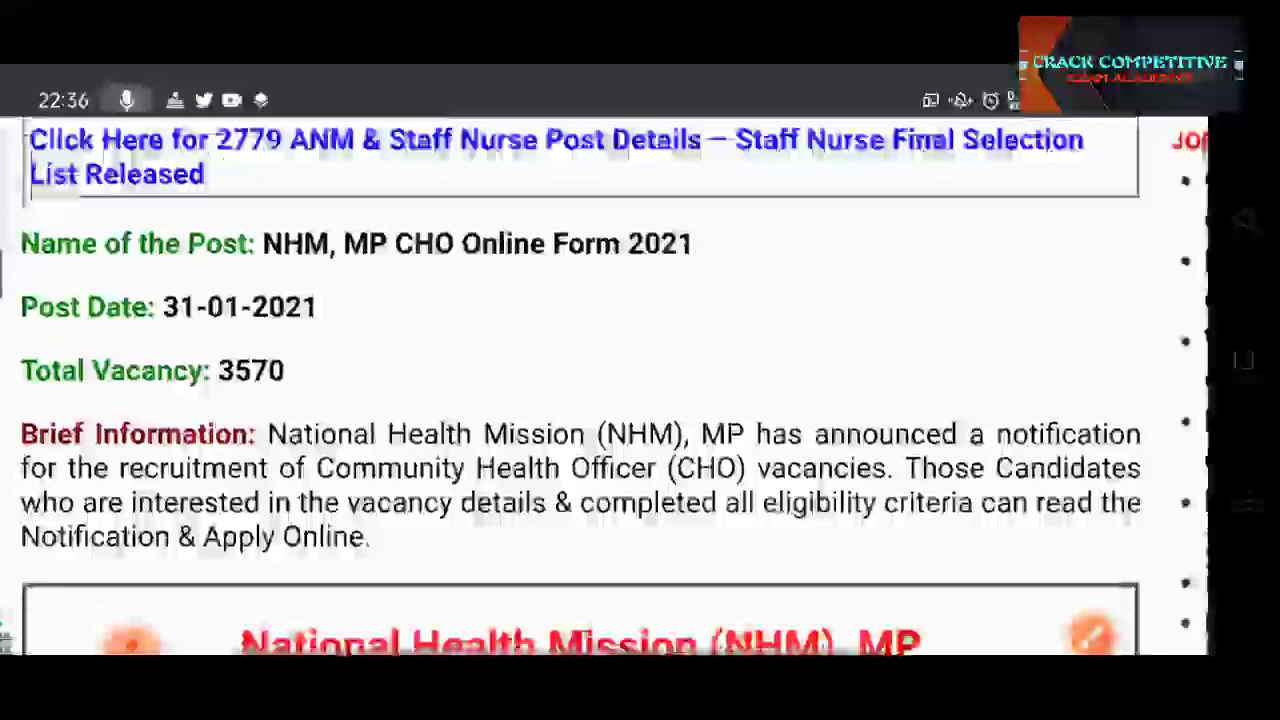 CRACK COMPETITIVE
EXAM ACADEMY
22:36
Click Here for 2779 ANM & Staff Nurse Post Details – Staff Nurse Final Selection
List Released
Name of the Post: NHM, MP CHO Online Form 2021
Post Date: 31-01-2021
Total Vacancy: 3570
Brief Information: National Health Mission (NHM), MP has announced a notification
for the recruitment of Community Health Officer (CHO) vacancies. Those Candidates
who are interested in the vacancy details & completed all eligibility criteria can read the
Notification & Apply Online.
National Health Mission (NHM), MP